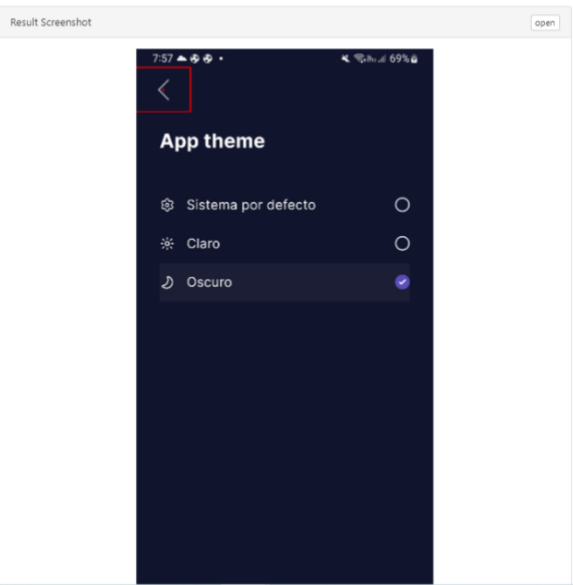 Result Screenshot
open
7:57
69%
App theme
Sistema por defecto
Claro
Oscuro